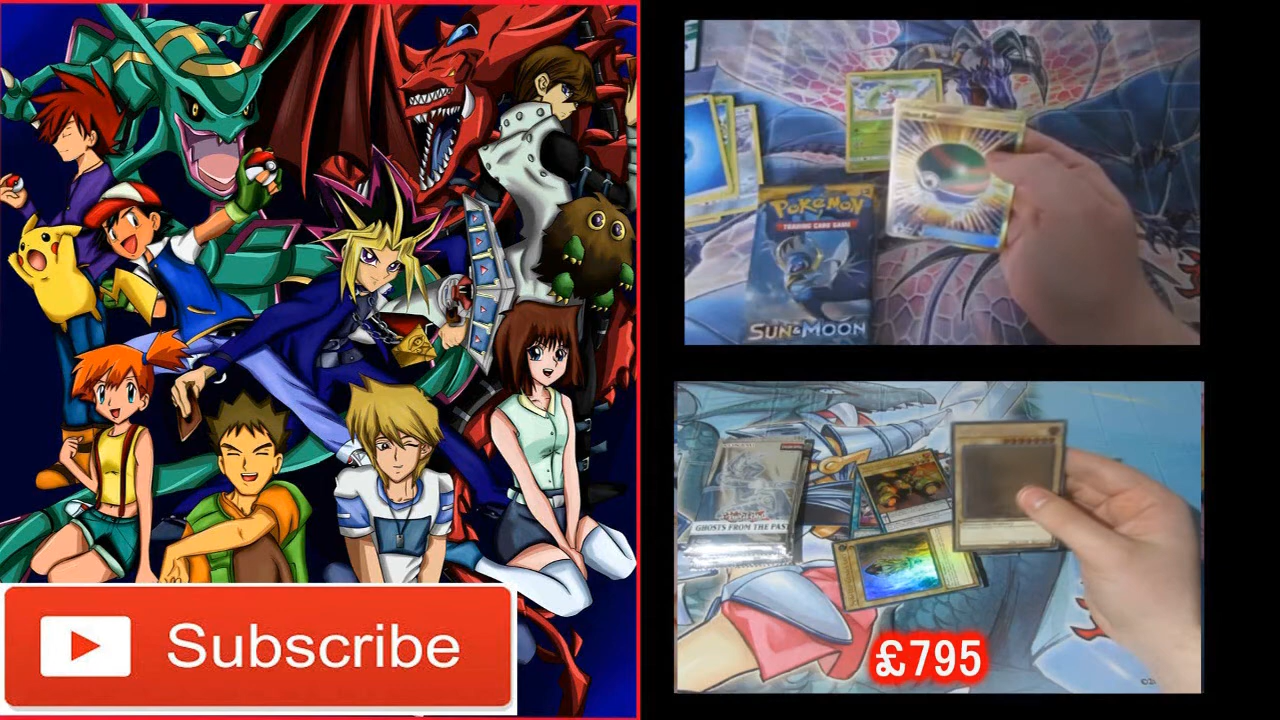 Subscribe
POKÉMON
TRADING CARD GAME
SUN & MOON
GHOSTS FROM THE PAST
£795